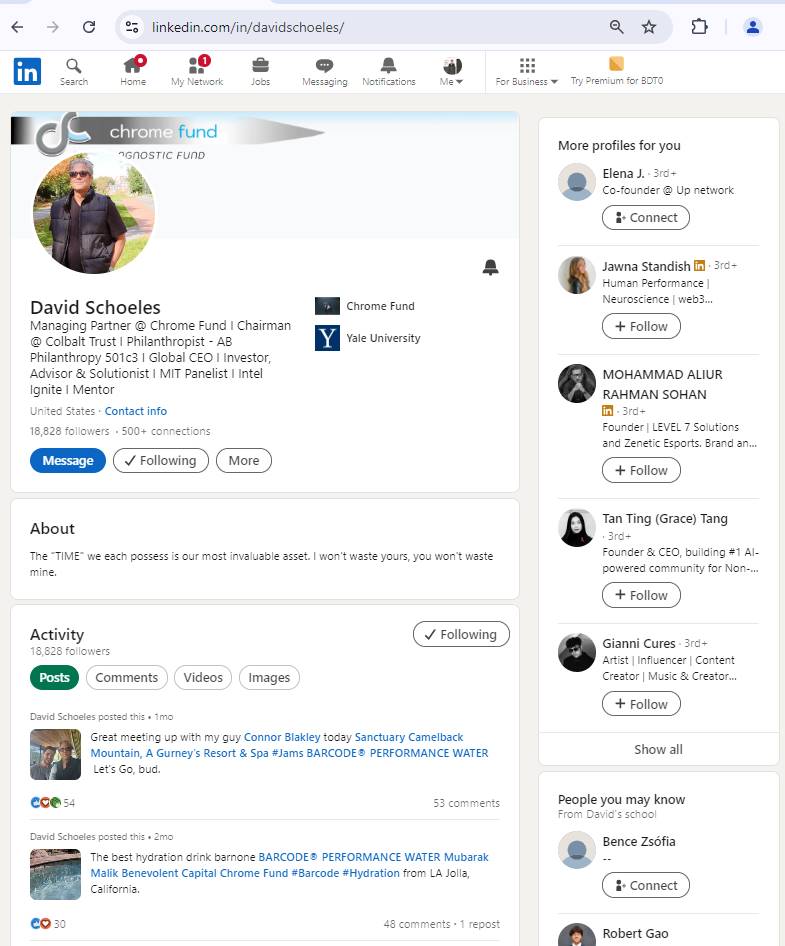 linkedin.com/in/davidschoeles/
in
Search
Home
1
My Network
Jobs
Messaging
Notifications
Me
For Business
Try Premium for BDT0
chrome fund
GNOSTIC FUND
David Schoeles
Managing Partner @ Chrome Fund I Chairman
@ Colbalt Trust I Philanthropist - AB
Philanthropy 501c3 I Global CEO I Investor,
Advisor & Solutionist I MIT Panelist I Intel
Ignite I Mentor
United States · Contact info
18,828 followers · 500+ connections
Message
Following
More
Chrome Fund
Y Yale University
About
The "TIME" we each possess is our most invaluable asset. I won't waste yours, you won't waste
mine.
Activity
18,828 followers
Following
Posts
Comments
Videos
Images
David Schoeles posted this • 1mo
Great meeting up with my guy Connor Blakley today Sanctuary Camelback
Mountain, A Gurney's Resort & Spa #Jams BARCODE® PERFORMANCE WATER
Let's Go, bud.
54
53 comments
David Schoeles posted this • 2mo
The best hydration drink barnone BARCODE® PERFORMANCE WATER Mubarak
Malik Benevolent Capital Chrome Fund #Barcode #Hydration from LA Jolla,
California.
30
48 comments · 1 repost
More profiles for you
Elena J. · 3rd+
Co-founder @ Up network
Connect
Jawna Standish in · 3rd+
Human Performance |
Neuroscience | web3...
+ Follow
MOHAMMAD ALIUR
RAHMAN SOHAN
in · 3rd+
Founder | LEVEL 7 Solutions
and Zenetic Esports. Brand an...
+ Follow
Tan Ting (Grace) Tang
· 3rd+
Founder & CEO, building #1 AI-
powered community for Non-...
+ Follow
Gianni Cures · 3rd+
Artist | Influencer | Content
Creator | Music & Creator...
+ Follow
Show all
People you may know
From David's school
Bence Zsófia
--
Connect
Robert Gao